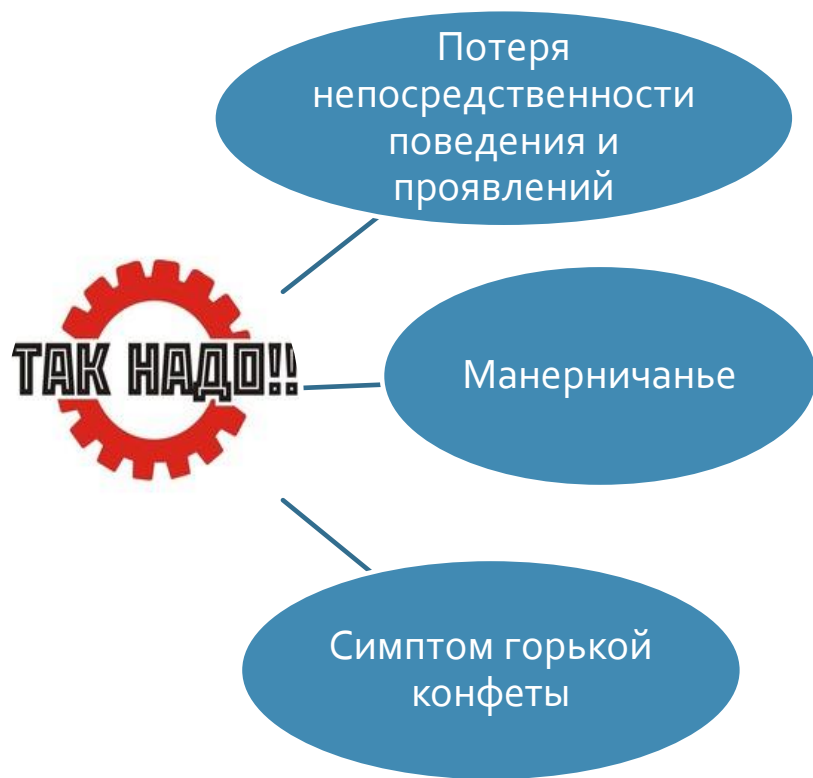 Потеря
непосредственности
поведения и
проявлений
ТАК НАДО!!
Манерничанье
Симптом горькой
конфеты